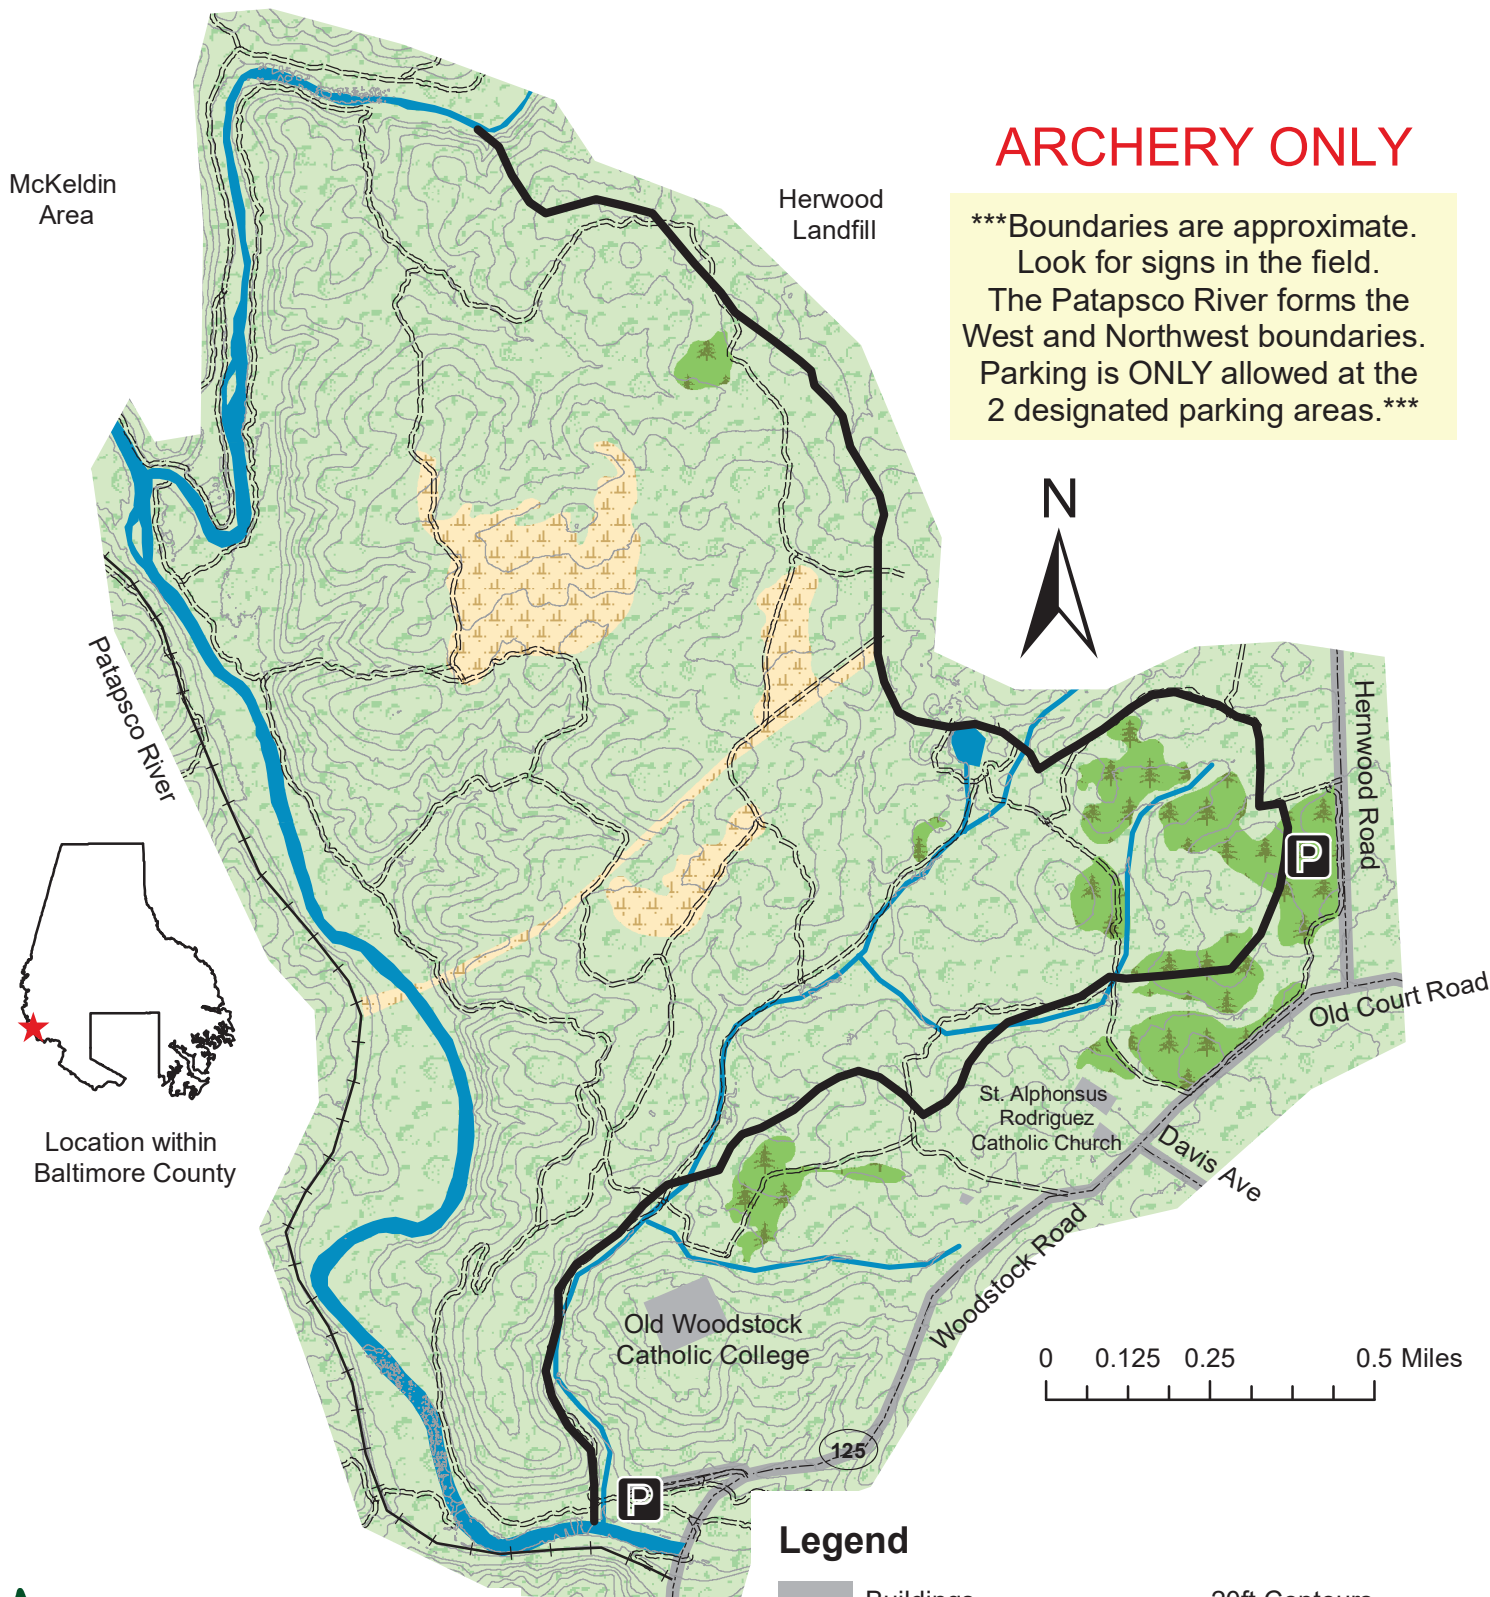 ARCHERY ONLY
***Boundaries are approximate.
Look for signs in the field.
The Patapsco River forms the
West and Northwest boundaries.
Parking is ONLY allowed at the
2 designated parking areas.***
McKeldin
Area
Herwood
Landfill
N
Patapsco River
Hernwood Road
P
Old Court Road
St. Alphonsus
Rodriguez
Catholic Church
Davis Ave
Location within
Baltimore County
Woodstock Road
Old Woodstock
Catholic College
0 0.125 0.25 0.5 Miles
125
P
Legend
Buildings
20ft Contours